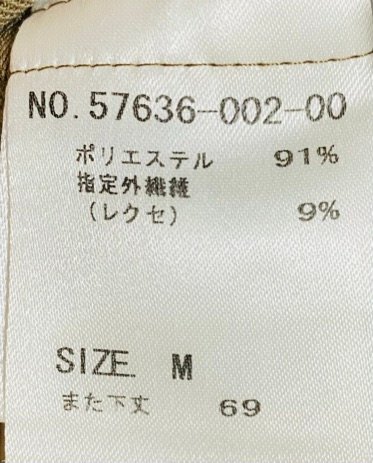 NO. 57636-002-00
ポリエステル 91%
指定外繊維
(レクセ) 9%
SIZE. M
また下丈 69